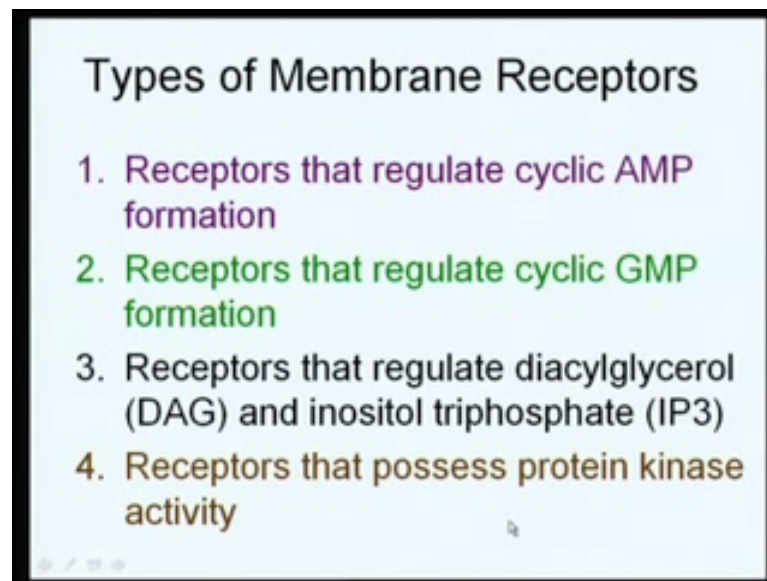 Types of Membrane Receptors
1. Receptors that regulate cyclic AMP
formation
2. Receptors that regulate cyclic GMP
formation
3. Receptors that regulate diacylglycerol
(DAG) and inositol triphosphate (IP3)
4. Receptors that possess protein kinase
activity